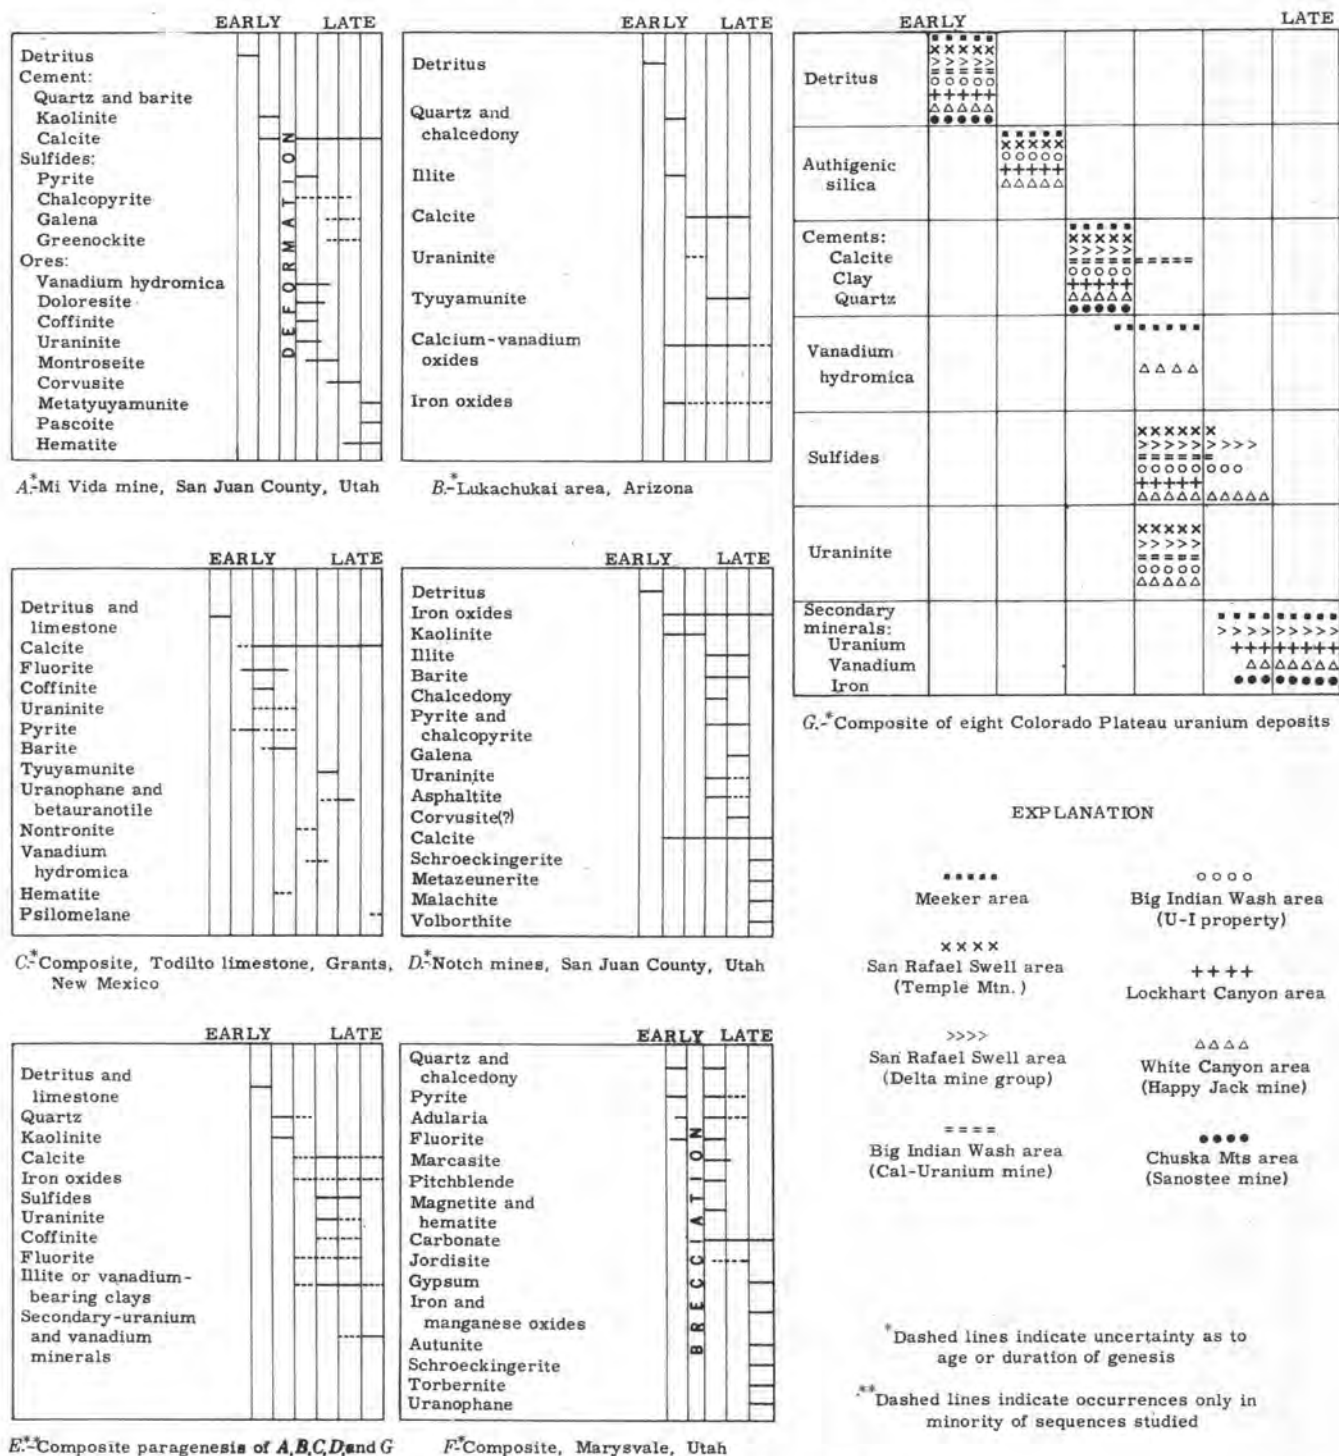 EARLY LATE
Detritus
Cement:
Quartz and barite
Kaolinite
Calcite
Sulfides:
Pyrite
Chalcopyrite
Galena
Greenockite
Ores:
Vanadium hydromica
Doloresite
Coffinite
Uraninite
Montroseite
Corvusite
Metatyuyamunite
Pascoite
Hematite
DEFORMATION
A.-*Mi Vida mine, San Juan County, Utah
EARLY LATE
Detritus
Quartz and
chalcedony
Illite
Calcite
Uraninite
Tyuyamunite
Calcium-vanadium
oxides
Iron oxides
B.-*Lukachukai area, Arizona
EARLY LATE
Detritus
Authigenic
silica
Cements:
Calcite
Clay
Quartz
Vanadium
hydromica
Sulfides
Uraninite
Secondary
minerals:
Uranium
Vanadium
Iron
G.-*Composite of eight Colorado Plateau uranium deposits
EARLY LATE
Detritus and
limestone
Calcite
Fluorite
Coffinite
Uraninite
Pyrite
Barite
Tyuyamunite
Uranophane and
betauranotile
Nontronite
Vanadium
hydromica
Hematite
Psilomelane
C.-*Composite, Todilto limestone, Grants,
New Mexico
EARLY LATE
Detritus
Iron oxides
Kaolinite
Illite
Barite
Chalcedony
Pyrite and
chalcopyrite
Galena
Uraninite
Asphaltite
Corvusite(?)
Calcite
Schroeckingerite
Metazeunerite
Malachite
Volborthite
D.-*Notch mines, San Juan County, Utah
EARLY LATE
Detritus and
limestone
Quartz
Kaolinite
Calcite
Iron oxides
Sulfides
Uraninite
Coffinite
Fluorite
Illite or vanadium-
bearing clays
Secondary-uranium
and vanadium
minerals
E.-**Composite paragenesis of A,B,C,D,and G
EARLY LATE
Quartz and
chalcedony
Pyrite
Adularia
Fluorite
Marcasite
Pitchblende
Magnetite and
hematite
Carbonate
Jordisite
Gypsum
Iron and
manganese oxides
Autunite
Schroeckingerite
Torbernite
Uranophane
BRECCIATION
F.-*Composite, Marysvale, Utah
EXPLANATION
Meeker area
San Rafael Swell area
(Temple Mtn.)
San Rafael Swell area
(Delta mine group)
Big Indian Wash area
(Cal-Uranium mine)
Big Indian Wash area
(U-I property)
Lockhart Canyon area
White Canyon area
(Happy Jack mine)
Chuska Mts area
(Sanostee mine)
*Dashed lines indicate uncertainty as to
age or duration of genesis
**Dashed lines indicate occurrences only in
minority of sequences studied